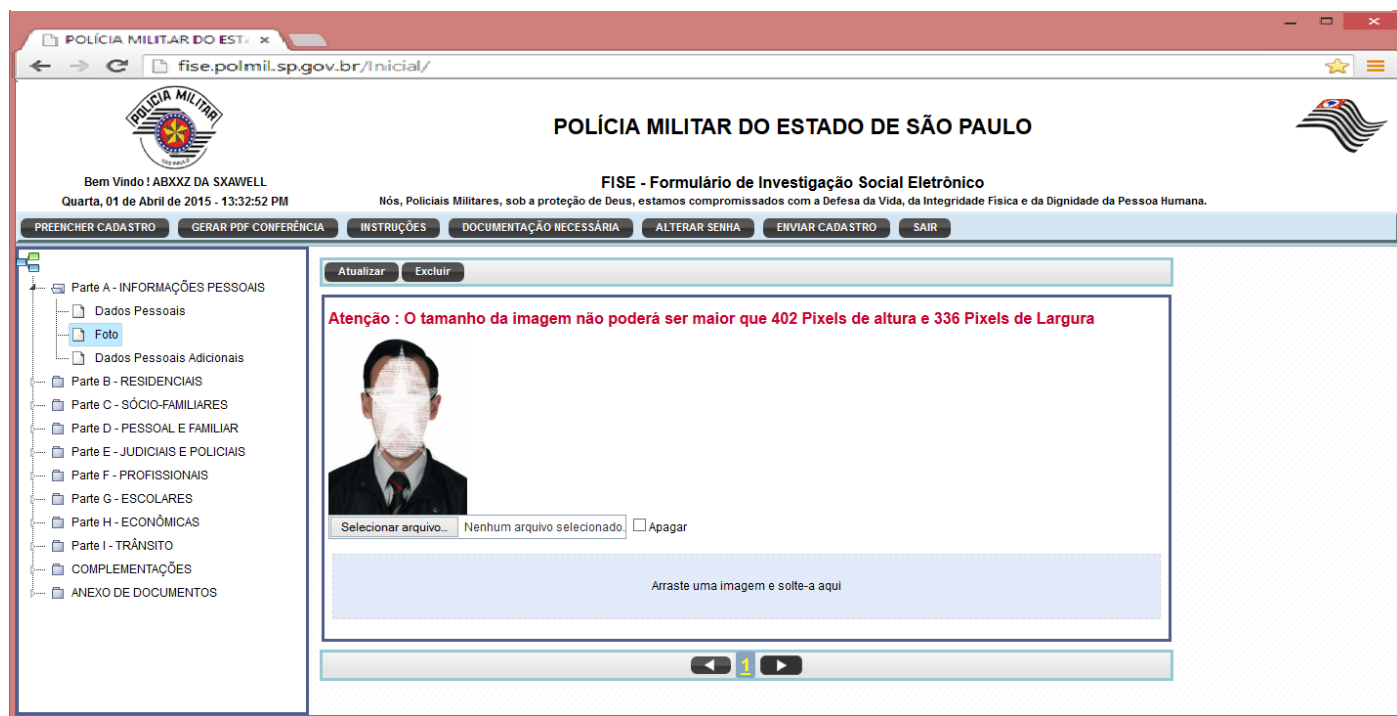 POLÍCIA MILITAR DO EST
fise.polmil.sp.gov.br/Inicial/
POLÍCIA MILITAR
SÃO PAULO
POLÍCIA MILITAR DO ESTADO DE SÃO PAULO
Bem Vindo ! ABXXZ DA SXAWELL
Quarta, 01 de Abril de 2015 - 13:32:52 PM
FISE - Formulário de Investigação Social Eletrônico
Nós, Policiais Militares, sob a proteção de Deus, estamos compromissados com a Defesa da Vida, da Integridade Física e da Dignidade da Pessoa Humana.
PREENCHER CADASTRO GERAR PDF CONFERÊNCIA INSTRUÇÕES DOCUMENTAÇÃO NECESSÁRIA ALTERAR SENHA ENVIAR CADASTRO SAIR
Parte A - INFORMAÇÕES PESSOAIS
Dados Pessoais
Foto
Dados Pessoais Adicionais
Parte B - RESIDENCIAIS
Parte C - SÓCIO-FAMILIARES
Parte D - PESSOAL E FAMILIAR
Parte E - JUDICIAIS E POLICIAIS
Parte F - PROFISSIONAIS
Parte G - ESCOLARES
Parte H - ECONÔMICAS
Parte I - TRÂNSITO
COMPLEMENTAÇÕES
ANEXO DE DOCUMENTOS
Atualizar Excluir
Atenção : O tamanho da imagem não poderá ser maior que 402 Pixels de altura e 336 Pixels de Largura
Selecionar arquivo... Nenhum arquivo selecionado. Apagar
Arraste uma imagem e solte-a aqui
1